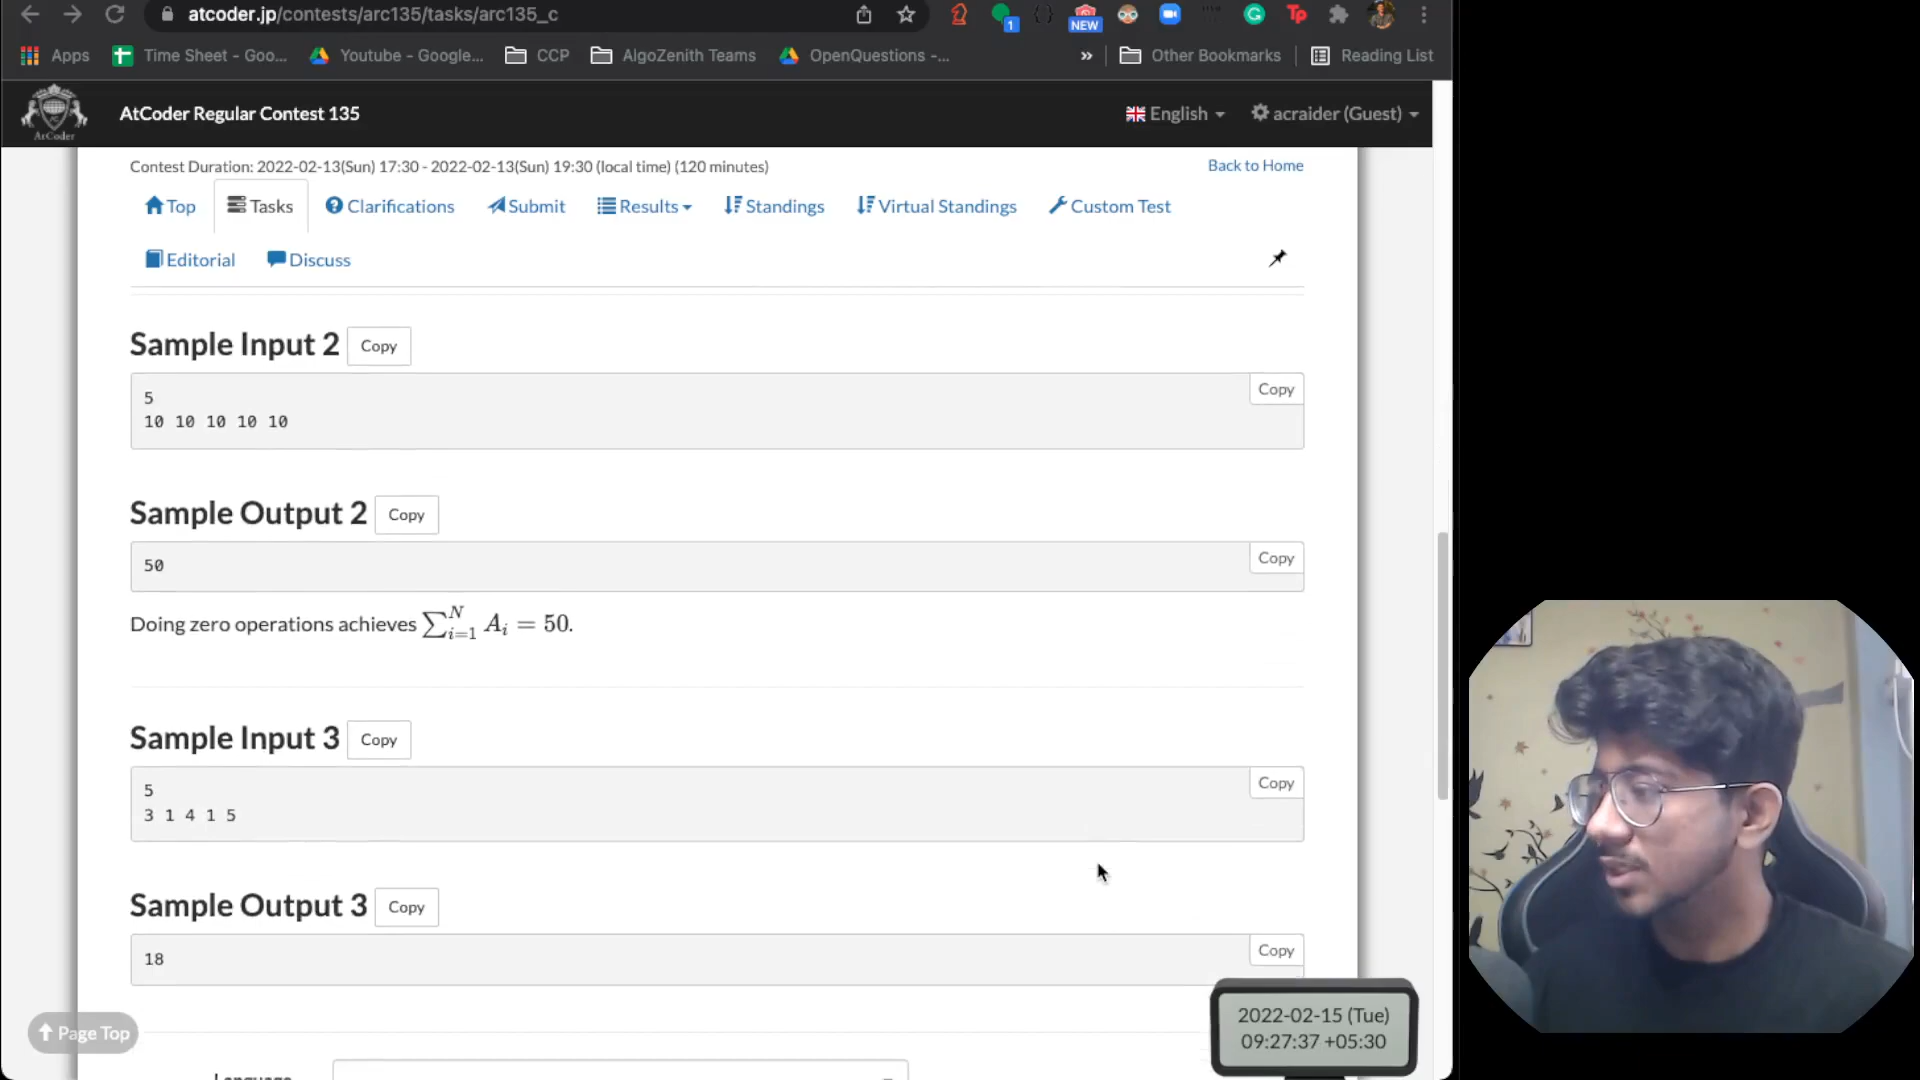 atcoder.jp/contests/arc135/tasks/arc135_c
1
NEW
Apps
Time Sheet - Goo...
Youtube - Google...
CCP
AlgoZenith Teams
OpenQuestions -...
»
Other Bookmarks
Reading List
AtCoder
AtCoder Regular Contest 135
English
acraider (Guest)
Contest Duration: 2022-02-13(Sun) 17:30 - 2022-02-13(Sun) 19:30 (local time) (120 minutes)
Back to Home
Top
Tasks
Clarifications
Submit
Results
Standings
Virtual Standings
Custom Test
Editorial
Discuss
Sample Input 2
Copy
Copy
5
10 10 10 10 10
Sample Output 2
Copy
Copy
50
Doing zero operations achieves ∑_{i=1}^{N} A_i = 50.
Sample Input 3
Copy
Copy
5
3 1 4 1 5
Sample Output 3
Copy
Copy
18
Page Top
2022-02-15 (Tue)
09:27:37 +05:30